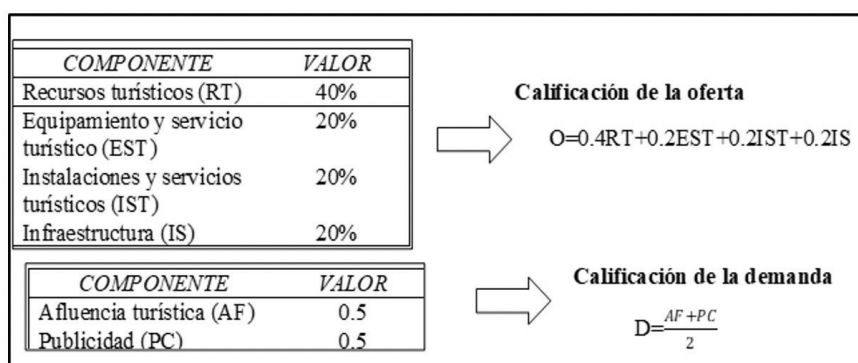 COMPONENTE VALOR
Recursos turísticos (RT) 40%
Equipamiento y servicio 20%
turístico (EST)
Instalaciones y servicios 20%
turísticos (IST)
Infraestructura (IS) 20%
Calificación de la oferta
O=0.4RT+0.2EST+0.2IST+0.2IS
COMPONENTE VALOR
Afluencia turística (AF) 0.5
Publicidad (PC) 0.5
Calificación de la demanda
D=\frac{AF+PC}{2}